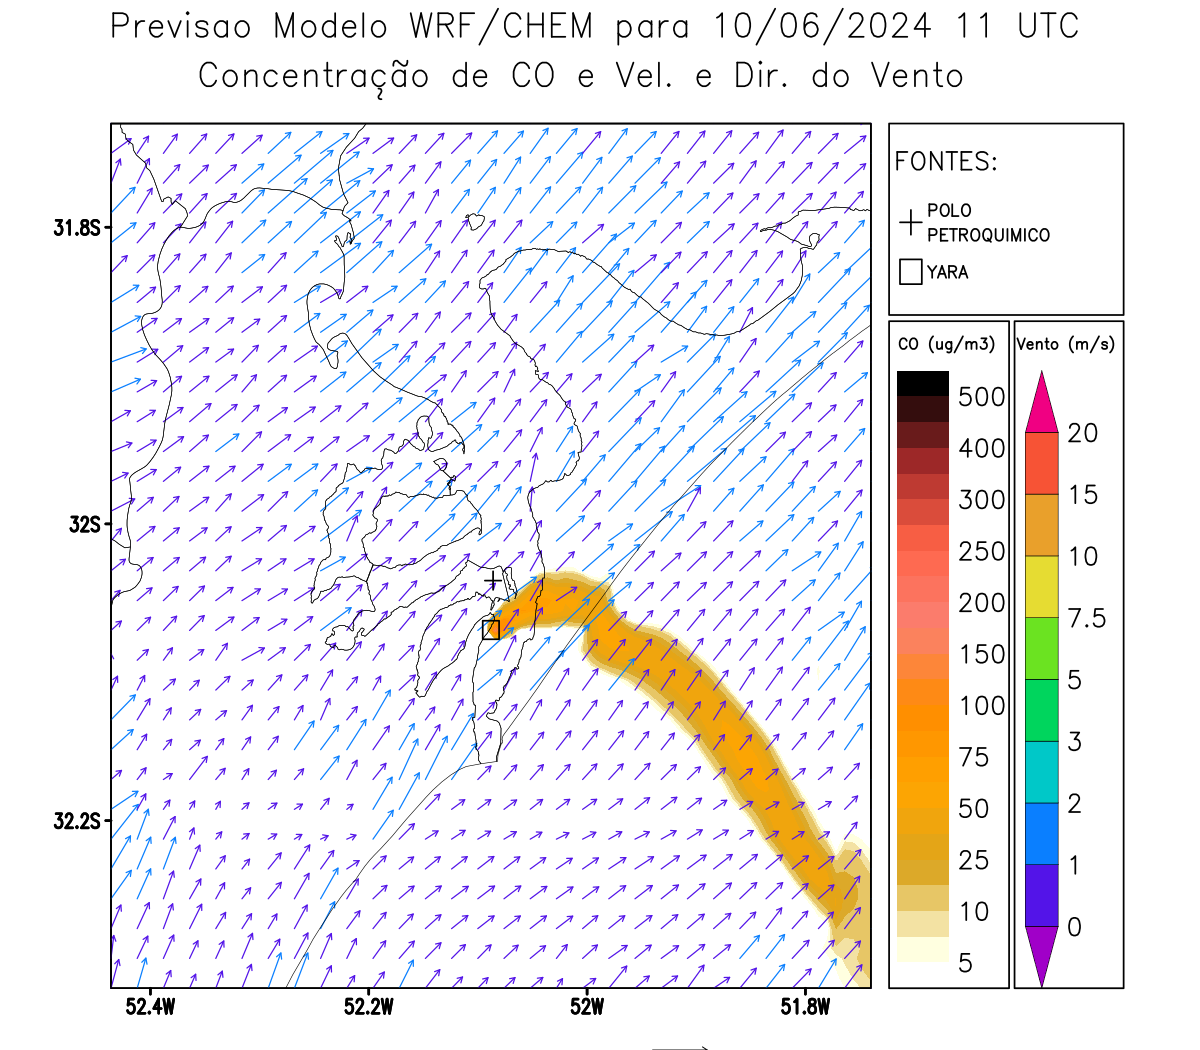 Previsao Modelo WRF/CHEM para 10/06/2024 11 UTC
Concentração de CO e Vel. e Dir. do Vento
FONTES:
POLO
PETROQUIMICO
YARA
CO (ug/m3)
500
400
300
250
200
150
100
75
50
25
10
5
Vento (m/s)
20
15
10
7.5
5
3
2
1
0
31.8S
32S
32.2S
52.4W
52.2W
52W
51.8W